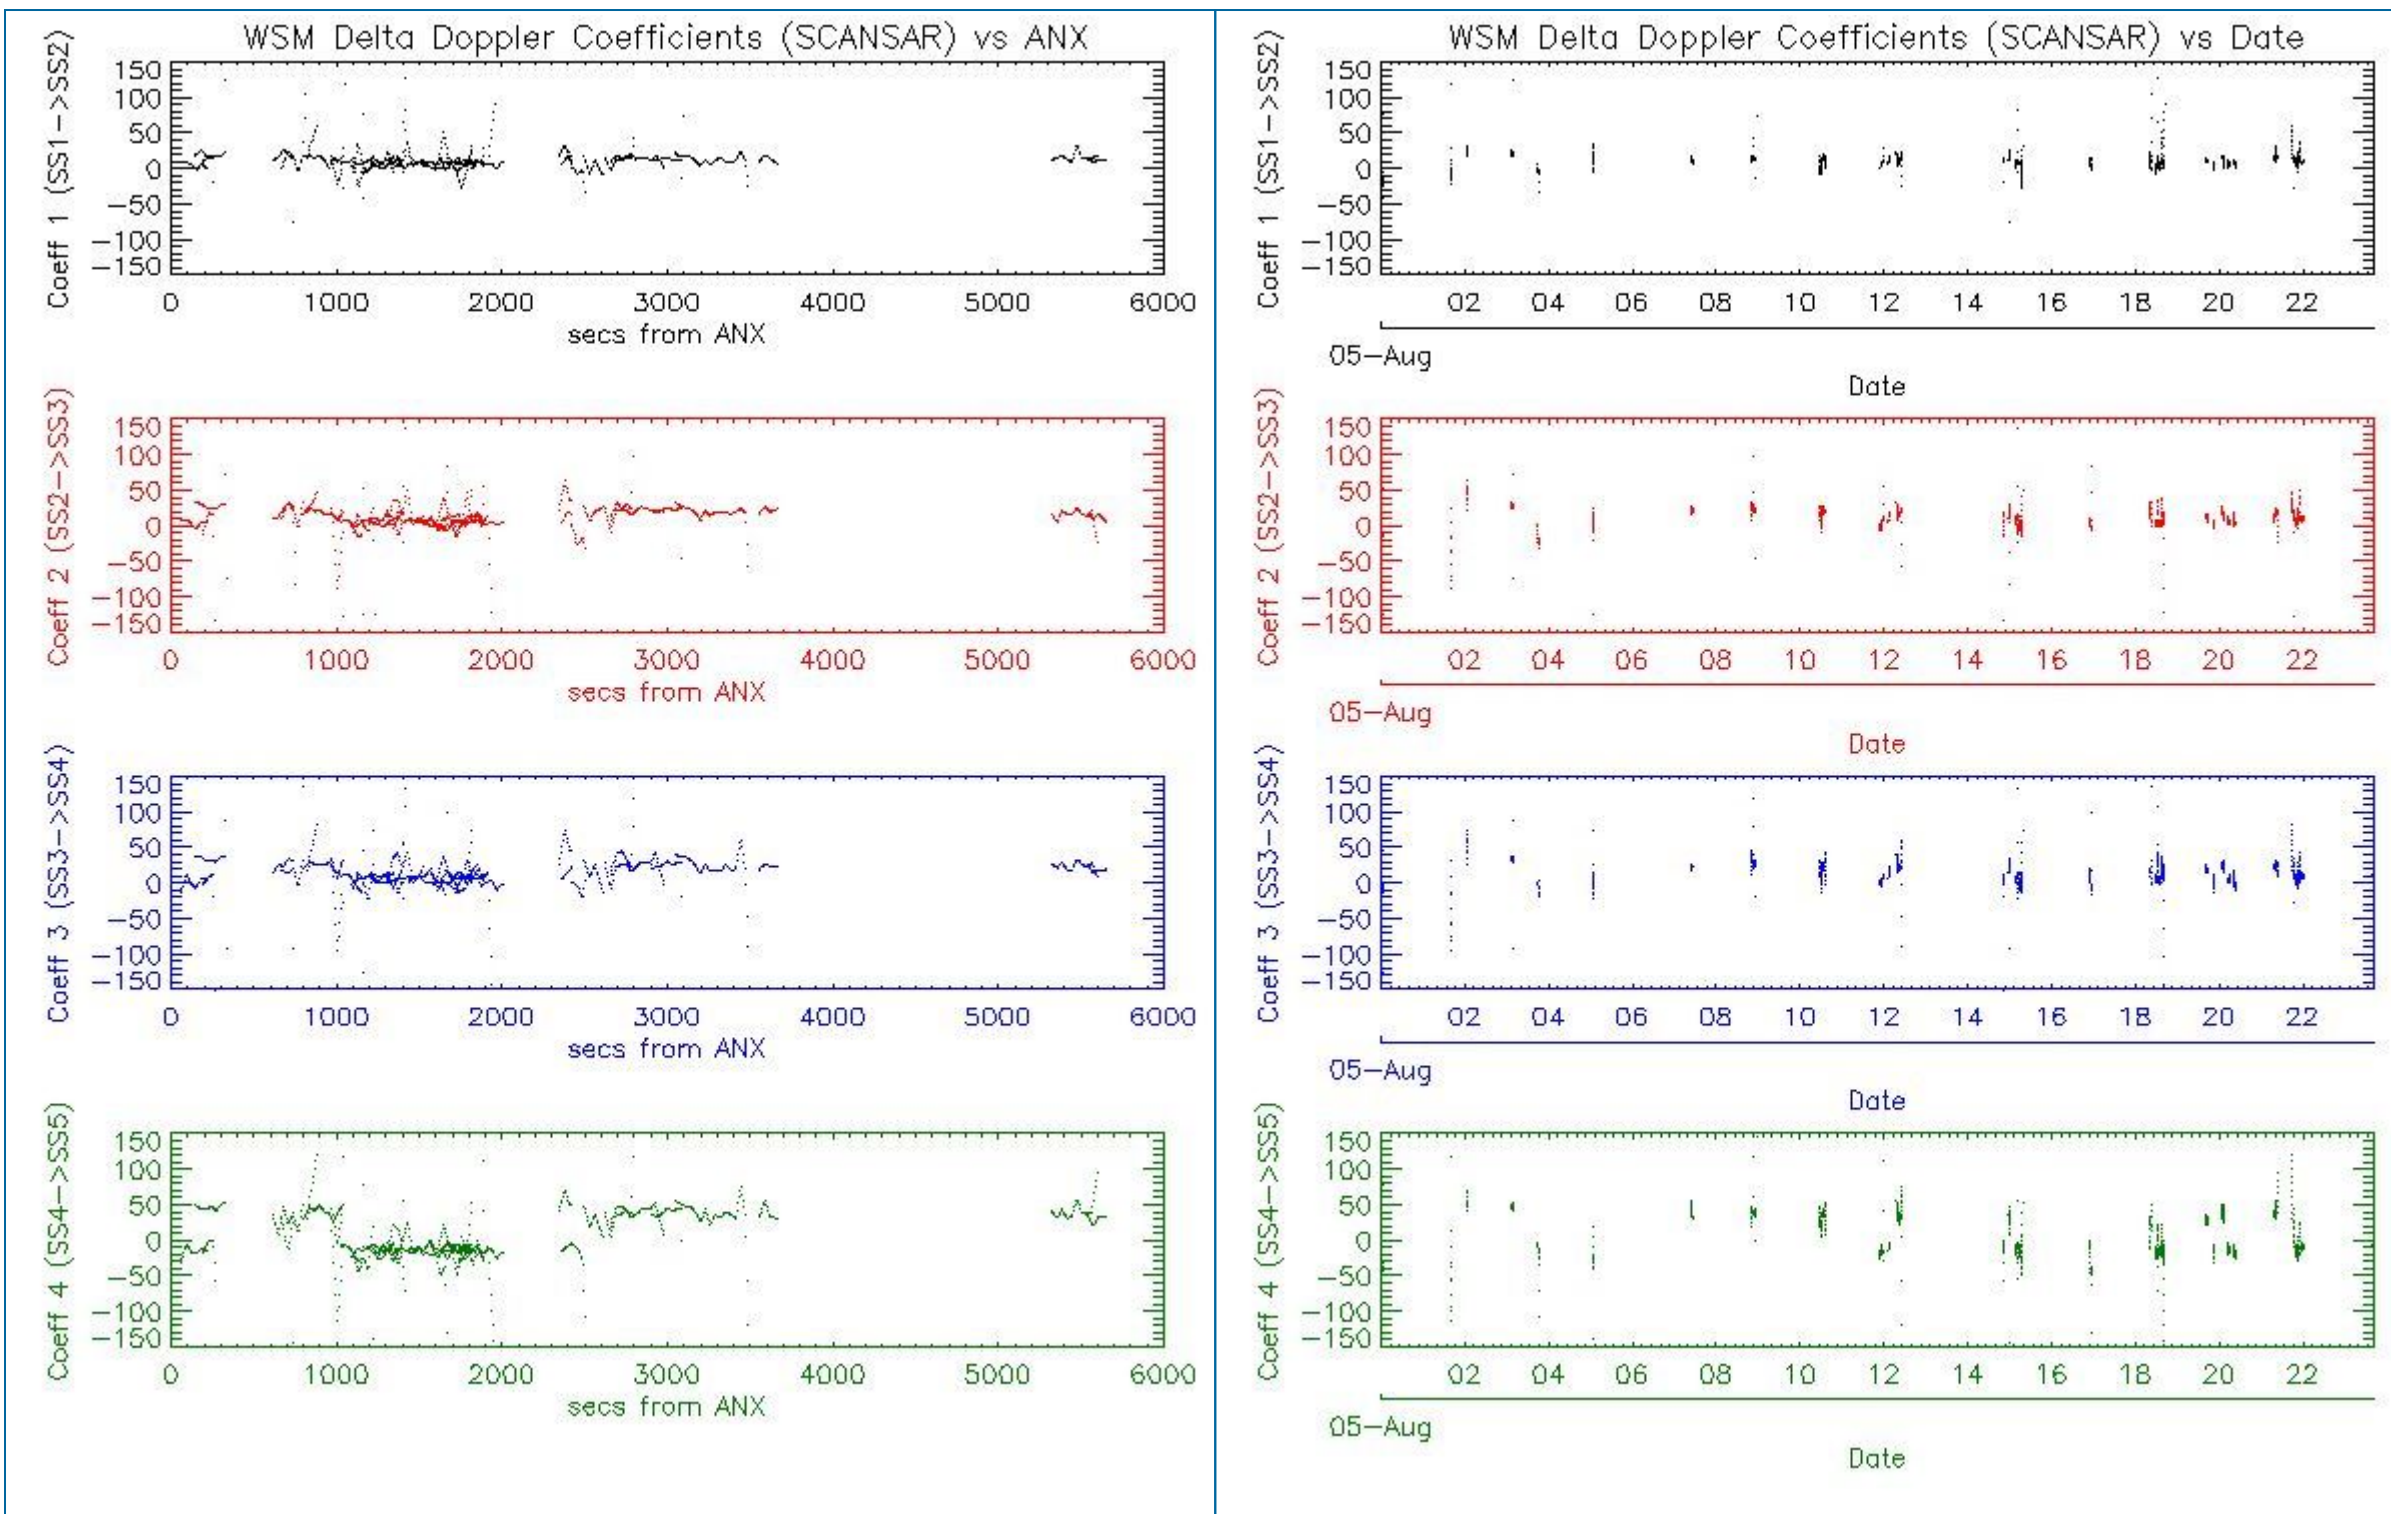 WSM Delta Doppler Coefficients (SCANSAR) vs ANX
Coeff 1 (SS1->SS2)
150
100
50
0
-50
-100
-150
0 1000 2000 3000 4000 5000 6000
secs from ANX
Coeff 2 (SS2->SS3)
150
100
50
0
-50
-100
-150
0 1000 2000 3000 4000 5000 6000
secs from ANX
Coeff 3 (SS3->SS4)
150
100
50
0
-50
-100
-150
0 1000 2000 3000 4000 5000 6000
secs from ANX
Coeff 4 (SS4->SS5)
150
100
50
0
-50
-100
-150
0 1000 2000 3000 4000 5000 6000
secs from ANX
WSM Delta Doppler Coefficients (SCANSAR) vs Date
Coeff 1 (SS1->SS2)
150
100
50
0
-50
-100
-150
02 04 06 08 10 12 14 16 18 20 22
05-Aug
Date
Coeff 2 (SS2->SS3)
150
100
50
0
-50
-100
-150
02 04 06 08 10 12 14 16 18 20 22
05-Aug
Date
Coeff 3 (SS3->SS4)
150
100
50
0
-50
-100
-150
02 04 06 08 10 12 14 16 18 20 22
05-Aug
Date
Coeff 4 (SS4->SS5)
150
100
50
0
-50
-100
-150
02 04 06 08 10 12 14 16 18 20 22
05-Aug
Date